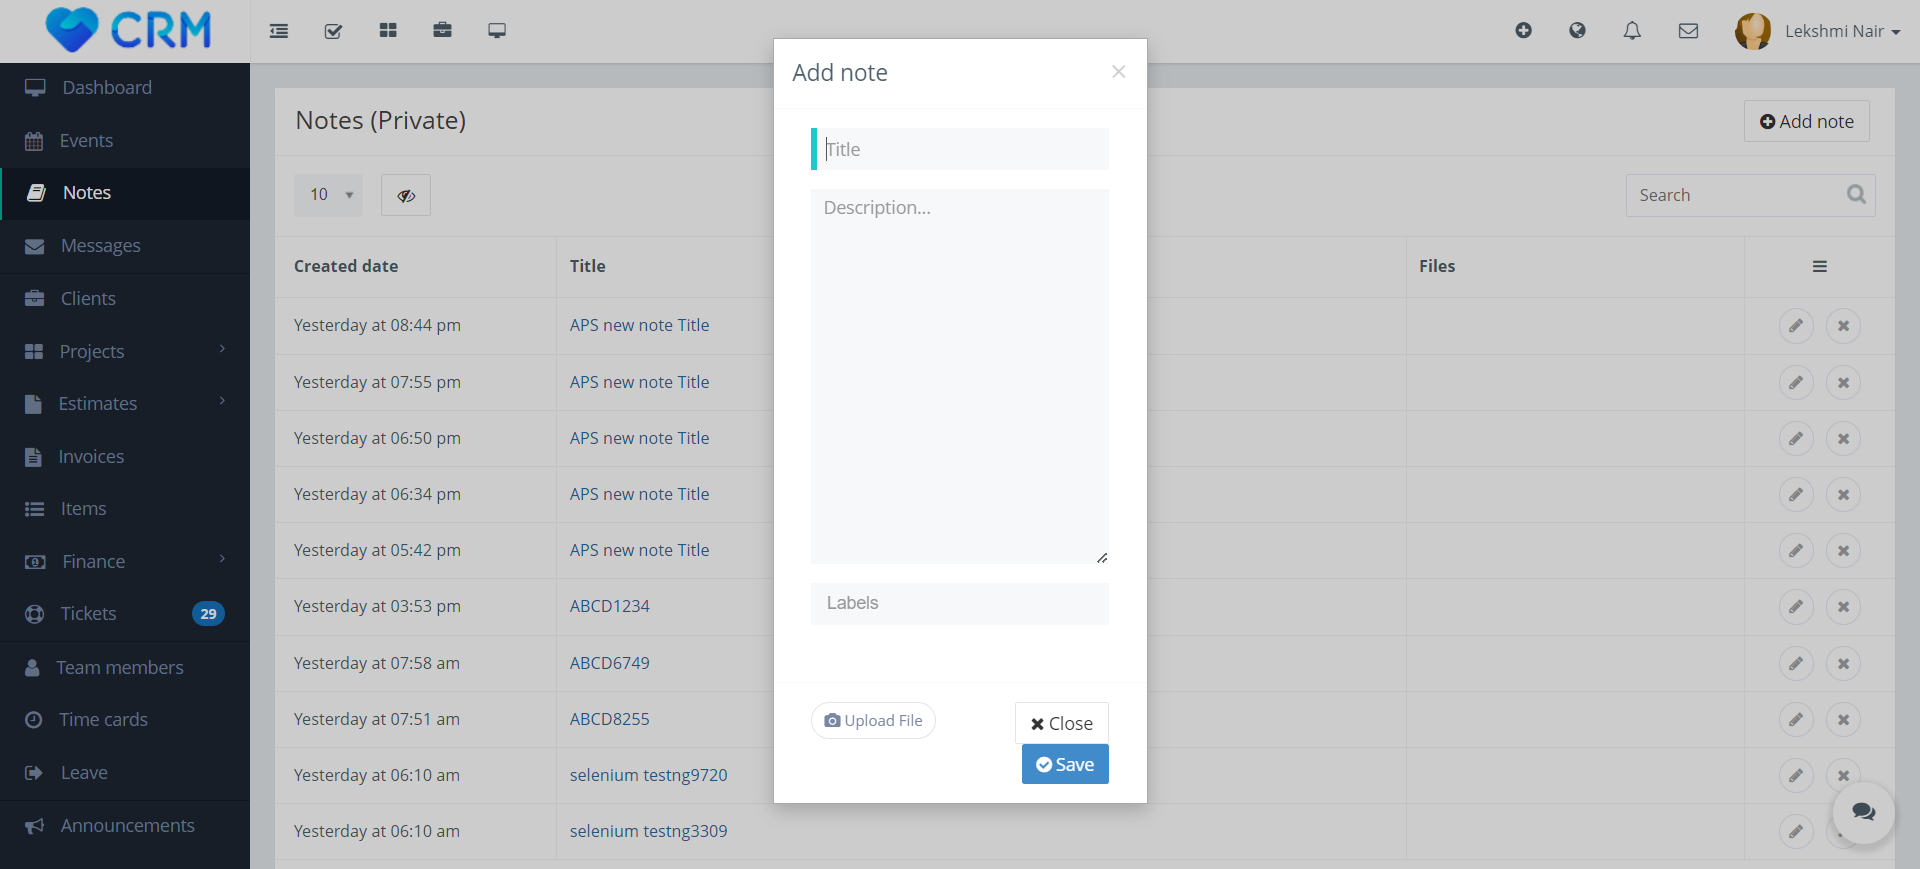 CRM
Lekshmi Nair
Dashboard
Events
Notes
Messages
Clients
Projects
Estimates
Invoices
Items
Finance
Tickets 29
Team members
Time cards
Leave
Announcements
Notes (Private)
Add note
10
Search
Created date Title Files
Yesterday at 08:44 pm APS new note Title
Yesterday at 07:55 pm APS new note Title
Yesterday at 06:50 pm APS new note Title
Yesterday at 06:34 pm APS new note Title
Yesterday at 05:42 pm APS new note Title
Yesterday at 03:53 pm ABCD1234
Yesterday at 07:58 am ABCD6749
Yesterday at 07:51 am ABCD8255
Yesterday at 06:10 am selenium testng9720
Yesterday at 06:10 am selenium testng3309
Add note
Title
Description...
Labels
Upload File
Close
Save